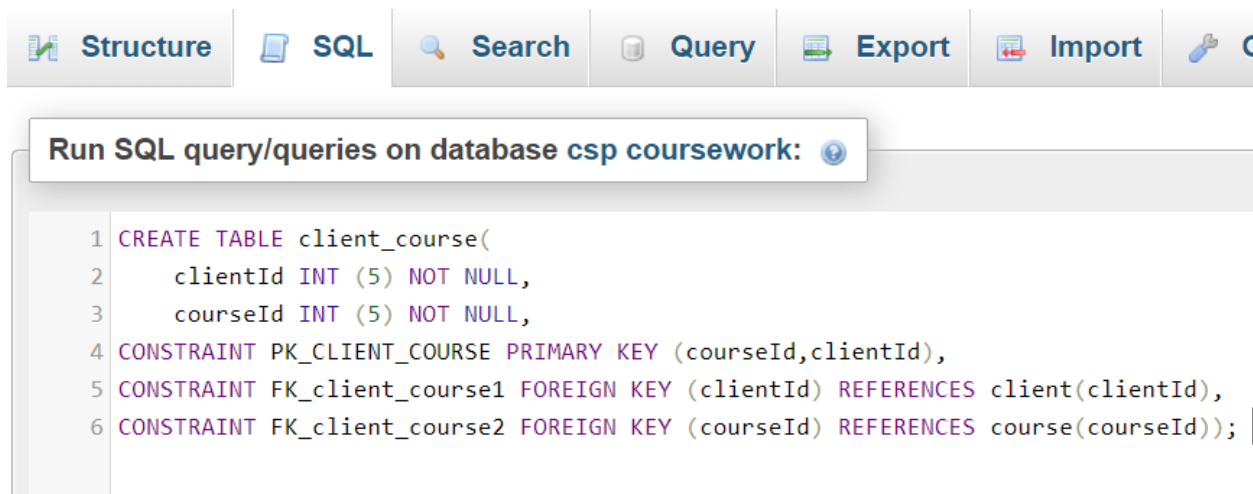 Structure SQL Search Query Export Import
Run SQL query/queries on database csp coursework:
1 CREATE TABLE client_course(
2 clientId INT (5) NOT NULL,
3 courseId INT (5) NOT NULL,
4 CONSTRAINT PK_CLIENT_COURSE PRIMARY KEY (courseId,clientId),
5 CONSTRAINT FK_client_course1 FOREIGN KEY (clientId) REFERENCES client(clientId),
6 CONSTRAINT FK_client_course2 FOREIGN KEY (courseId) REFERENCES course(courseId));